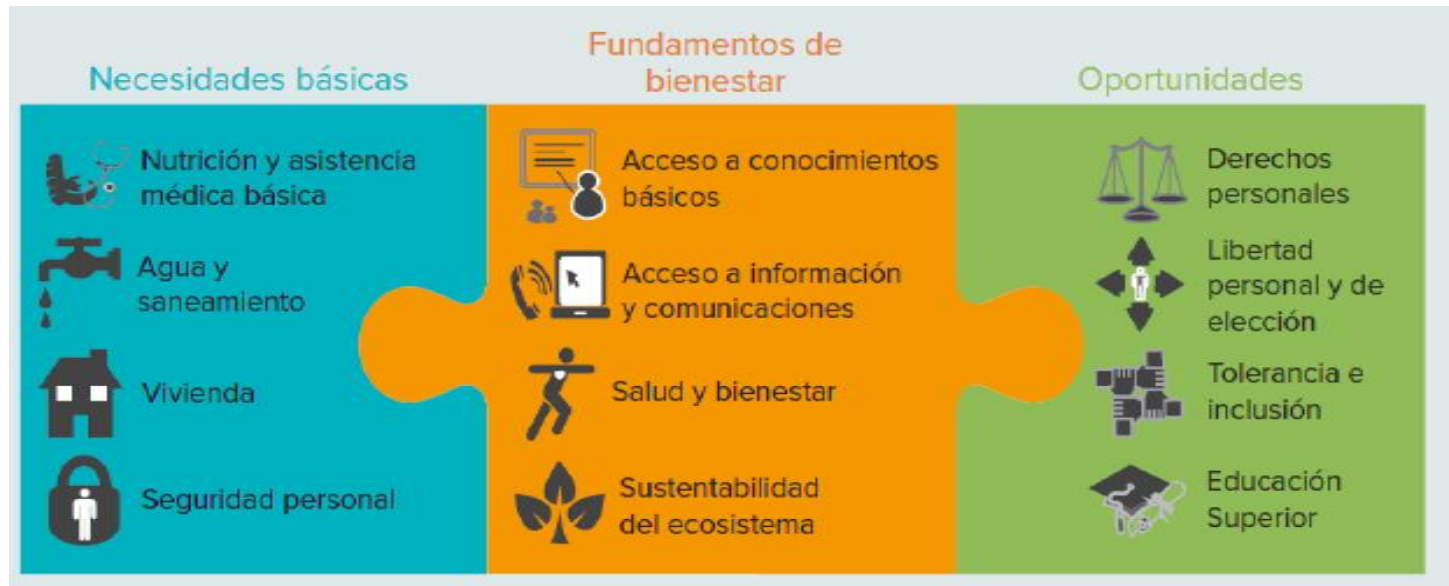 Necesidades básicas
Nutrición y asistencia
médica básica
Agua y
saneamiento
Vivienda
Seguridad personal
Fundamentos de
bienestar
Acceso a conocimientos
básicos
Acceso a información
y comunicaciones
Salud y bienestar
Sustentabilidad
del ecosistema
Oportunidades
Derechos
personales
Libertad
personal y de
elección
Tolerancia e
inclusión
Educación
Superior